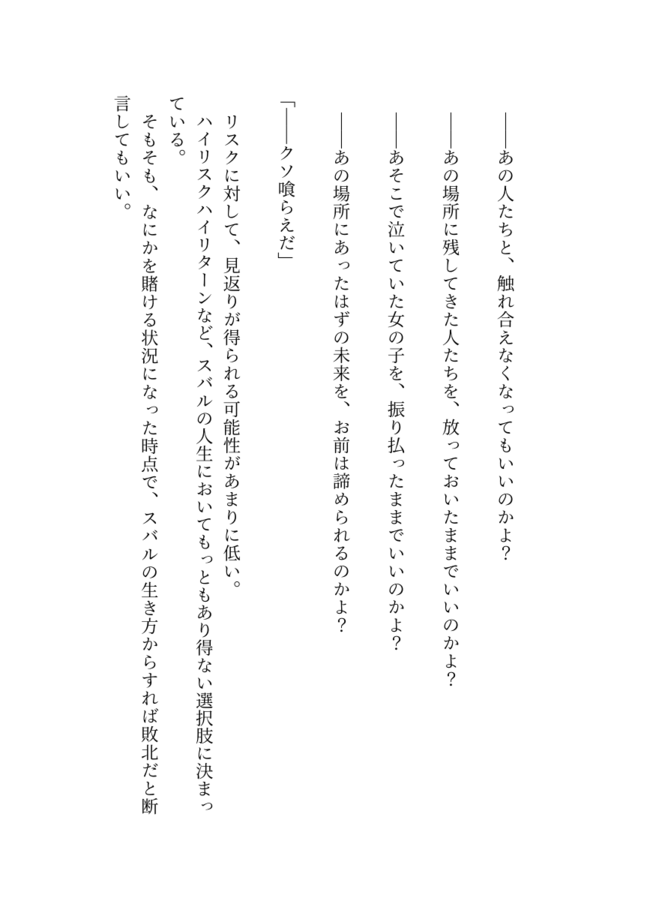 ――あの人たちと、触れ合えなくなってもいいのかよ？
――あの場所に残してきた人たちを、放っておいたままでいいのかよ？
――あそこで泣いていた女の子を、振り払ったままでいいのかよ？
――あの場所にあったはずの未来を、お前は諦められるのかよ？
「――クソ喰らえだ」
リスクに対して、見返りが得られる可能性があまりに低い。
ハイリスクハイリターンなど、スバルの人生においてもっともあり得ない選択肢に決まっ
ている。
そもそも、なにかを賭ける状況になった時点で、スバルの生き方からすれば敗北だと断
言してもいい。